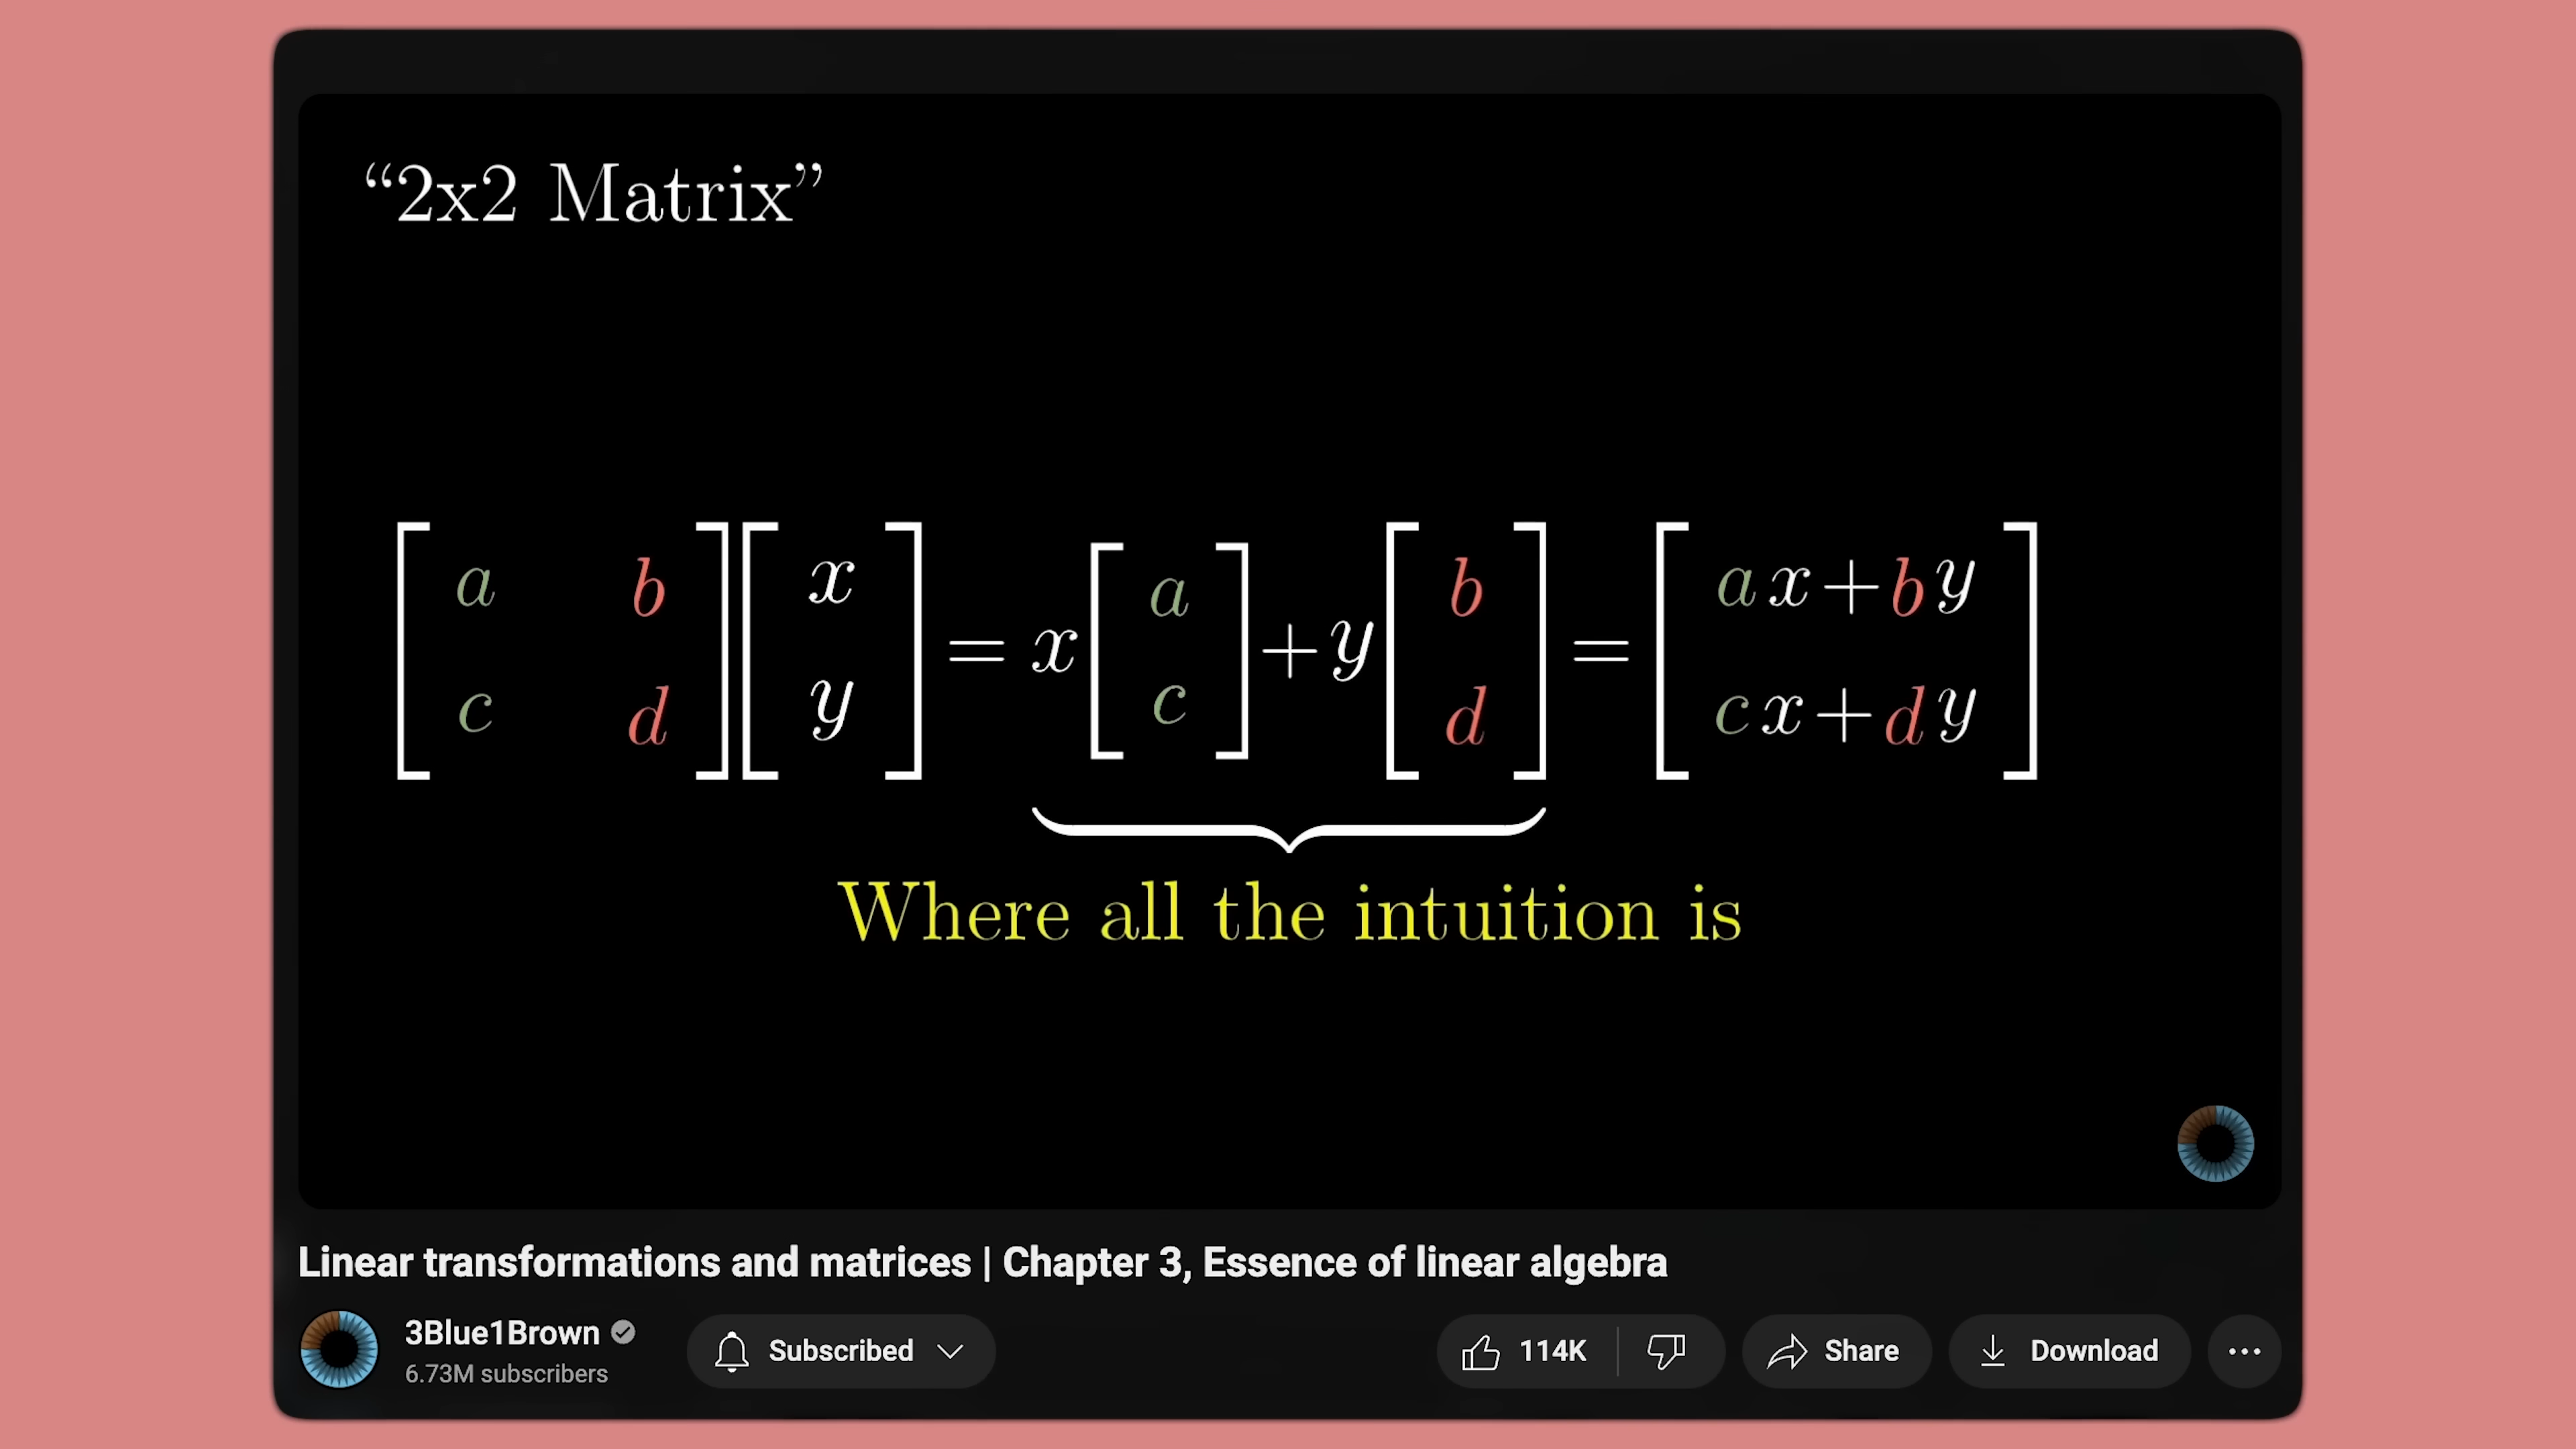 “2x2 Matrix”
[a b; c d] [x; y] = x [a; c] + y [b; d] = [ax+by; cx+dy]
Where all the intuition is
Linear transformations and matrices | Chapter 3, Essence of linear algebra
3Blue1Brown
6.73M subscribers
Subscribed
114K
Share
Download